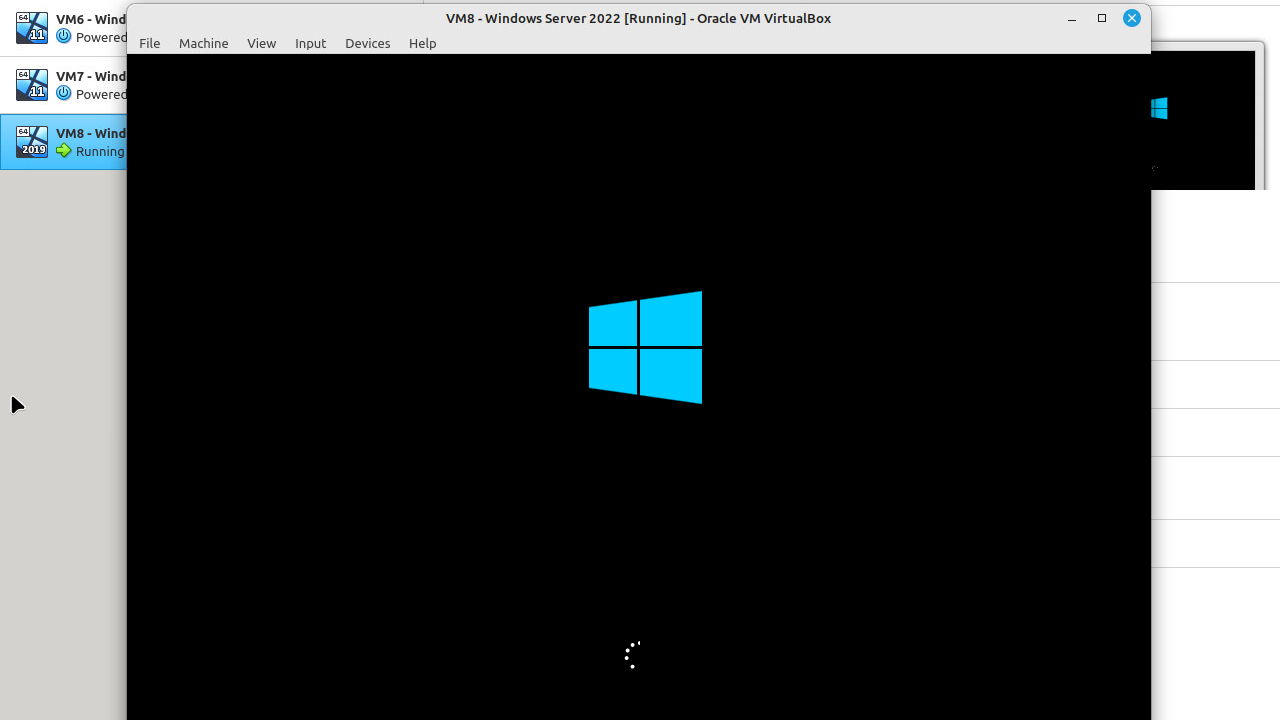 VM8 - Windows Server 2022 [Running] - Oracle VM VirtualBox
File Machine View Input Devices Help
64
11
VM6 - Wind
Powered
64
11
VM7 - Wind
Powered
64
2019
VM8 - Wind
Running